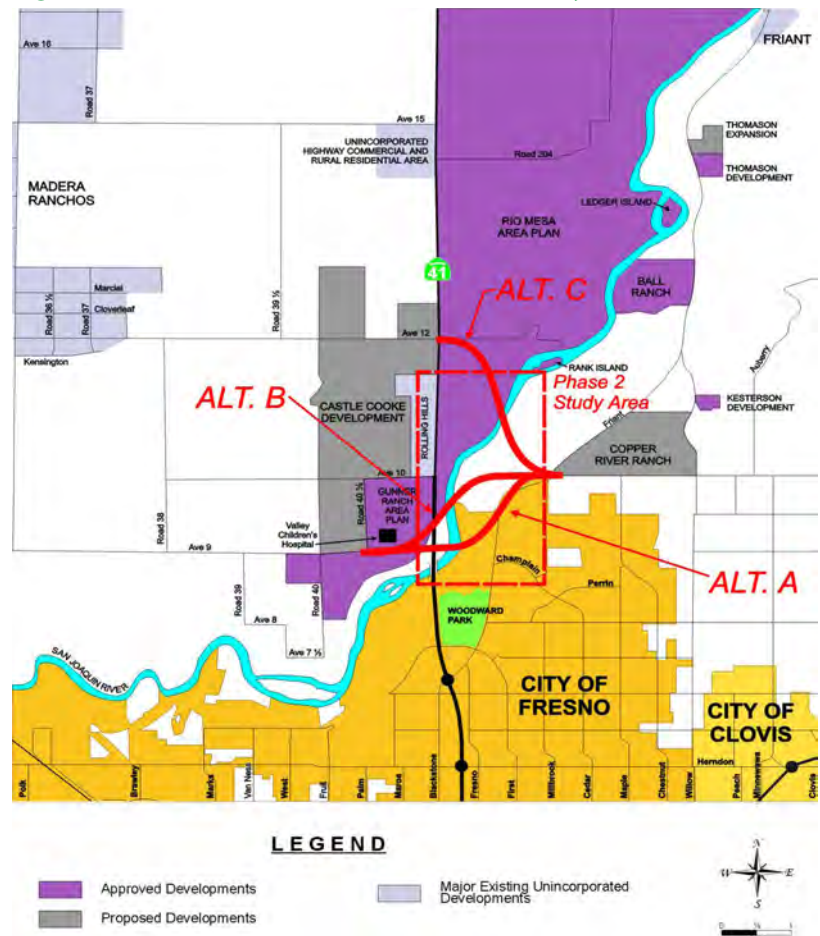 Ave 16
FRIANT
Road 37
Ave 15
UNINCORPORATED
HIGHWAY COMMERCIAL AND
RURAL RESIDENTIAL AREA
Road 204
THOMASON
EXPANSION
THOMASON
DEVELOPMENT
MADERA
RANCHOS
LEDGER ISLAND
RIO MESA
AREA PLAN
41
BALL
RANCH
Road 36 ½
Road 37
Marciel
Cloverleaf
Road 39 ½
Kensington
Ave 12
ALT. C
RANK ISLAND
Phase 2
Study Area
Auberry
Friant
KESTERSON
DEVELOPMENT
ALT. B
CASTLE COOKE
DEVELOPMENT
ROLLING HILLS
COPPER
RIVER RANCH
Ave 10
Road 40 ½
GUNNER
RANCH
AREA
PLAN
Valley
Children's
Hospital
Road 38
Ave 9
Champlain
ALT. A
Perrin
Road 39
Road 40
Ave 8
Ave 7 ½
WOODWARD
PARK
SAN JOAQUIN RIVER
CITY OF
FRESNO
CITY OF
CLOVIS
Herndon
Polk
Brawley
Marks
Van Ness
West
Fruit
Palm
Maroa
Blackstone
Fresno
First
Millbrook
Cedar
Maple
Chestnut
Willow
Peach
Minnewawa
Clovis
LEGEND
Approved Developments
Proposed Developments
Major Existing Unincorporated
Developments
N
W E
S
0 ½ 1